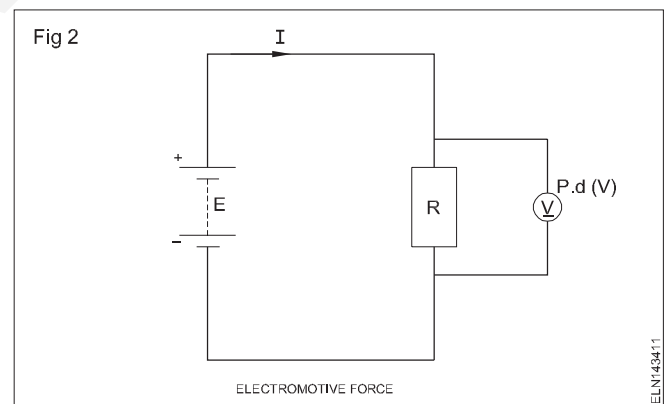 Fig 2
I
+
E
R
P.d (V)
V
–
ELECTROMOTIVE FORCE
ELN143411